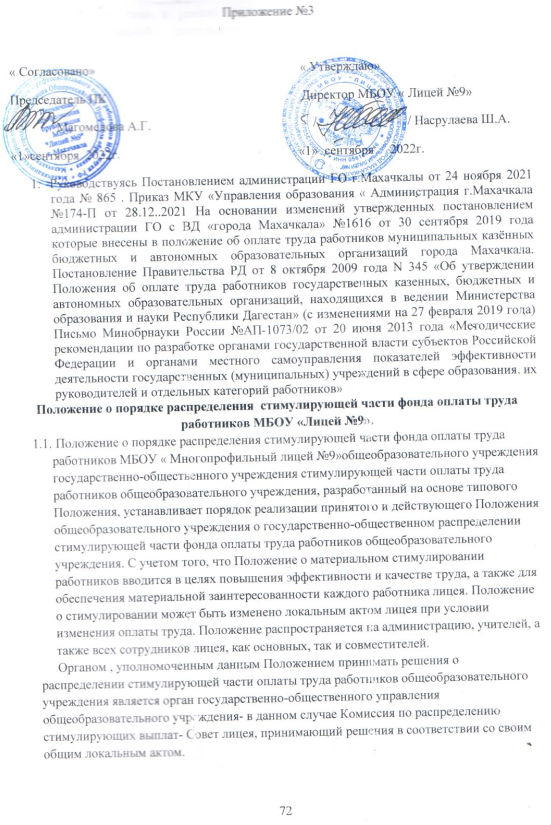 Приложение №3
« Согласовано»
« Утверждаю»
Председатель ПК
Директор МБОУ « Лицей №9»
Магомедова А.Г.
/ Насрулаева Ш.А.
«1» сентября 2022г.
«1» сентября 2022г.
1. Руководствуясь Постановлением администрации ГО г.Махачкалы от 24 ноября 2021
года № 865 . Приказ МКУ «Управления образования « Администрация г.Махачкала
№174-П от 28.12..2021 На основании изменений утвержденных постановлением
администрации ГО с ВД «города Махачкала» №1616 от 30 сентября 2019 года
которые внесены в положение об оплате труда работников муниципальных казённых
бюджетных и автономных образовательных организаций города Махачкала.
Постановление Правительства РД от 8 октября 2009 года N 345 «Об утверждении
Положения об оплате труда работников государственных казенных, бюджетных и
автономных образовательных организаций, находящихся в ведении Министерства
образования и науки Республики Дагестан» (с изменениями на 27 февраля 2019 года)
Письмо Минобрнауки России №АП-1073/02 от 20 июня 2013 года «Методические
рекомендации по разработке органами государственной власти субъектов Российской
Федерации и органами местного самоуправления показателей эффективности
деятельности государственных (муниципальных) учреждений в сфере образования, их
руководителей и отдельных категорий работников»
Положение о порядке распределения стимулирующей части фонда оплаты труда
работников МБОУ «Лицей №9».
1.1. Положение о порядке распределения стимулирующей части фонда оплаты труда
работников МБОУ « Многопрофильный лицей №9»общеобразовательного учреждения
государственно-общественного учреждения стимулирующей части оплаты труда
работников общеобразовательного учреждения, разработанный на основе типового
Положения, устанавливает порядок реализации принятого и действующего Положения
общеобразовательного учреждения о государственно-общественном распределении
стимулирующей части фонда оплаты труда работников общеобразовательного
учреждения. С учетом того, что Положение о материальном стимулировании
работников вводится в целях повышения эффективности и качестве труда, а также для
обеспечения материальной заинтересованности каждого работника лицея. Положение
о стимулировании может быть изменено локальным актом лицея при условии
изменения оплаты труда. Положение распространяется на администрацию, учителей, а
также всех сотрудников лицея, как основных, так и совместителей.
Органом , уполномоченным данным Положением принимать решения о
распределении стимулирующей части оплаты труда работников общеобразовательного
учреждения является орган государственно-общественного управления
общеобразовательного учреждения- в данном случае Комиссия по распределению
стимулирующих выплат- Совет лицея, принимающий решения в соответствии со своим
общим локальным актом.
72